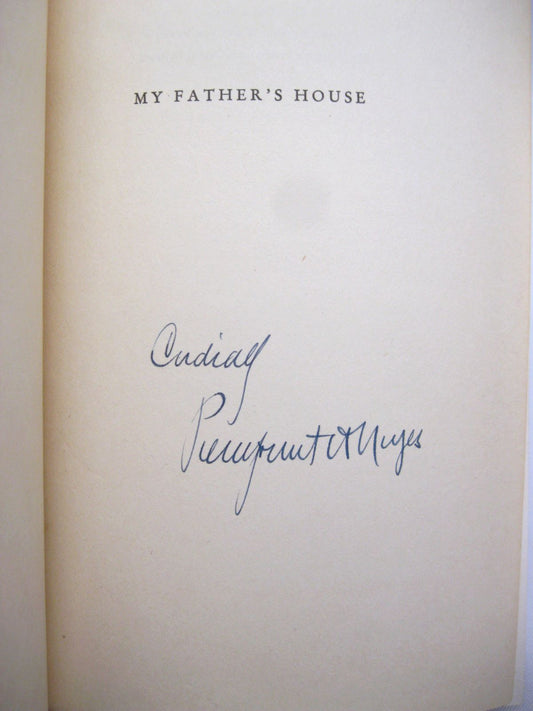 MY FATHER'S HOUSE
Cordially
Pierrepont B Noyes